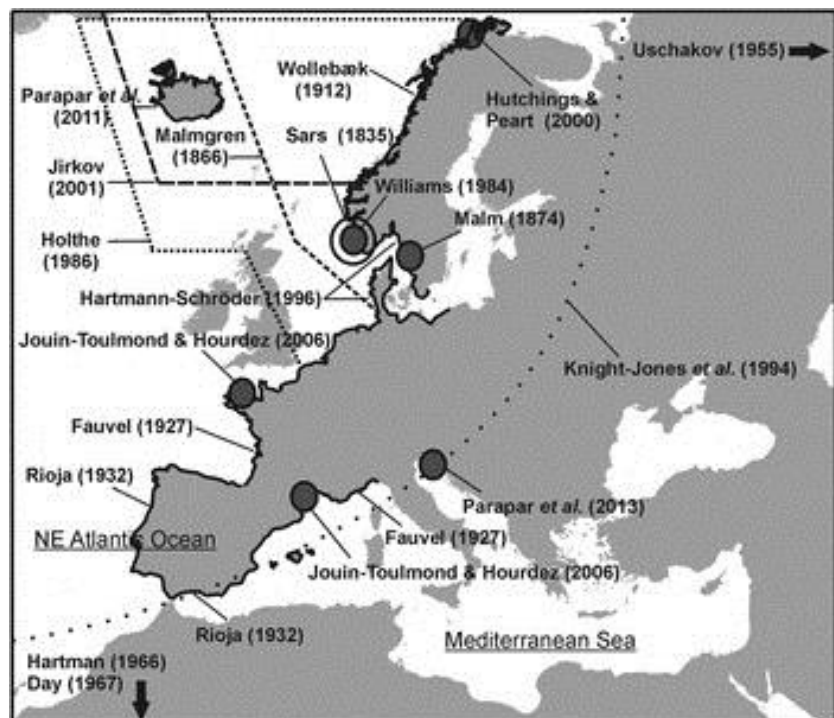 Uschakov (1955)
Wollebæk
(1912)
Parapar et al.
(2011)
Hutchings &
Peart (2000)
Malmgren
(1866)
Sars (1835)
Jirkov
(2001)
Williams (1984)
Malm (1874)
Holthe
(1986)
Hartmann-Schröder (1996)
Jouin-Toulmond & Hourdez (2006)
Knight-Jones et al. (1994)
Fauvel (1927)
Rioja (1932)
Parapar et al. (2013)
NE Atlantic Ocean
Fauvel (1927)
Jouin-Toulmond & Hourdez (2006)
Rioja (1932)
Mediterranean Sea
Hartman (1966)
Day (1967)